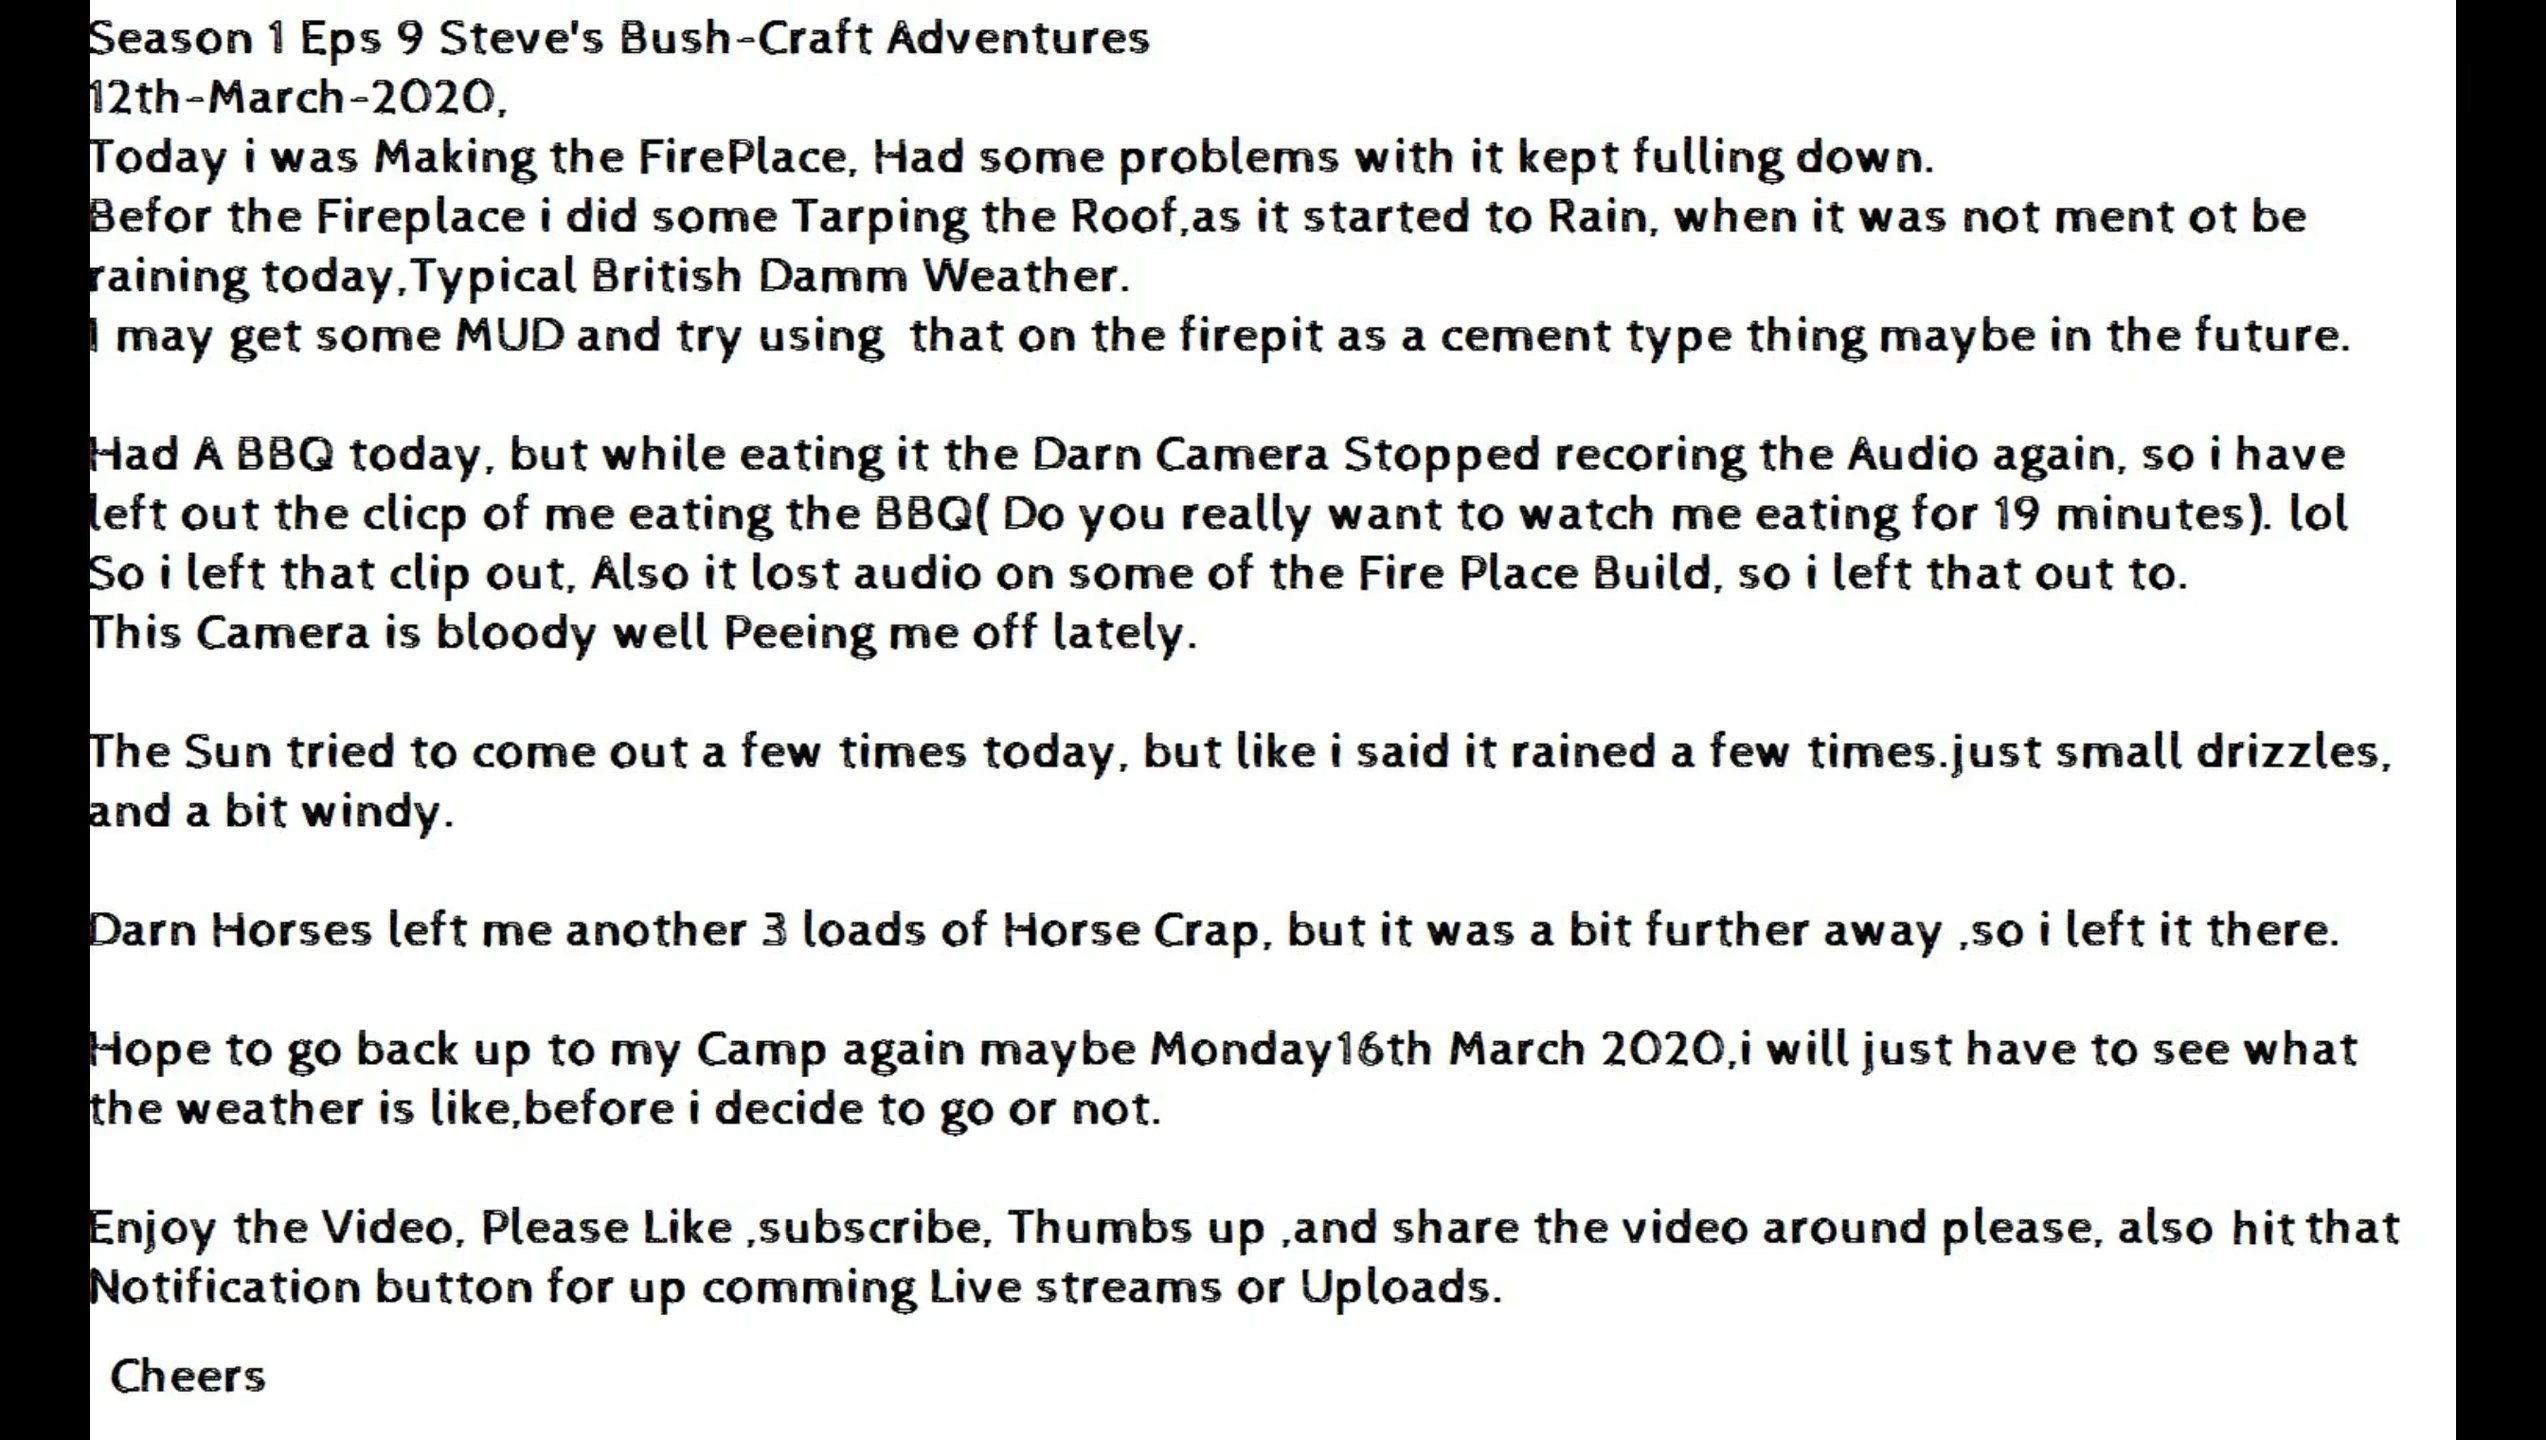 Season 1 Eps 9 Steve's Bush-Craft Adventures
12th-March-2020,
Today i was Making the FirePlace, Had some problems with it kept fulling down.
Befor the Fireplace i did some Tarping the Roof,as it started to Rain, when it was not ment ot be
raining today,Typical British Damm Weather.
I may get some MUD and try using  that on the firepit as a cement type thing maybe in the future.
Had A BBQ today, but while eating it the Darn Camera Stopped recoring the Audio again, so i have
left out the clicp of me eating the BBQ( Do you really want to watch me eating for 19 minutes). lol
So i left that clip out, Also it lost audio on some of the Fire Place Build, so i left that out to.
This Camera is bloody well Peeing me off lately.
The Sun tried to come out a few times today, but like i said it rained a few times.just small drizzles,
and a bit windy.
Darn Horses left me another 3 loads of Horse Crap, but it was a bit further away ,so i left it there.
Hope to go back up to my Camp again maybe Monday16th March 2020,i will just have to see what
the weather is like,before i decide to go or not.
Enjoy the Video, Please Like ,subscribe, Thumbs up ,and share the video around please, also hit that
Notification button for up comming Live streams or Uploads.
Cheers